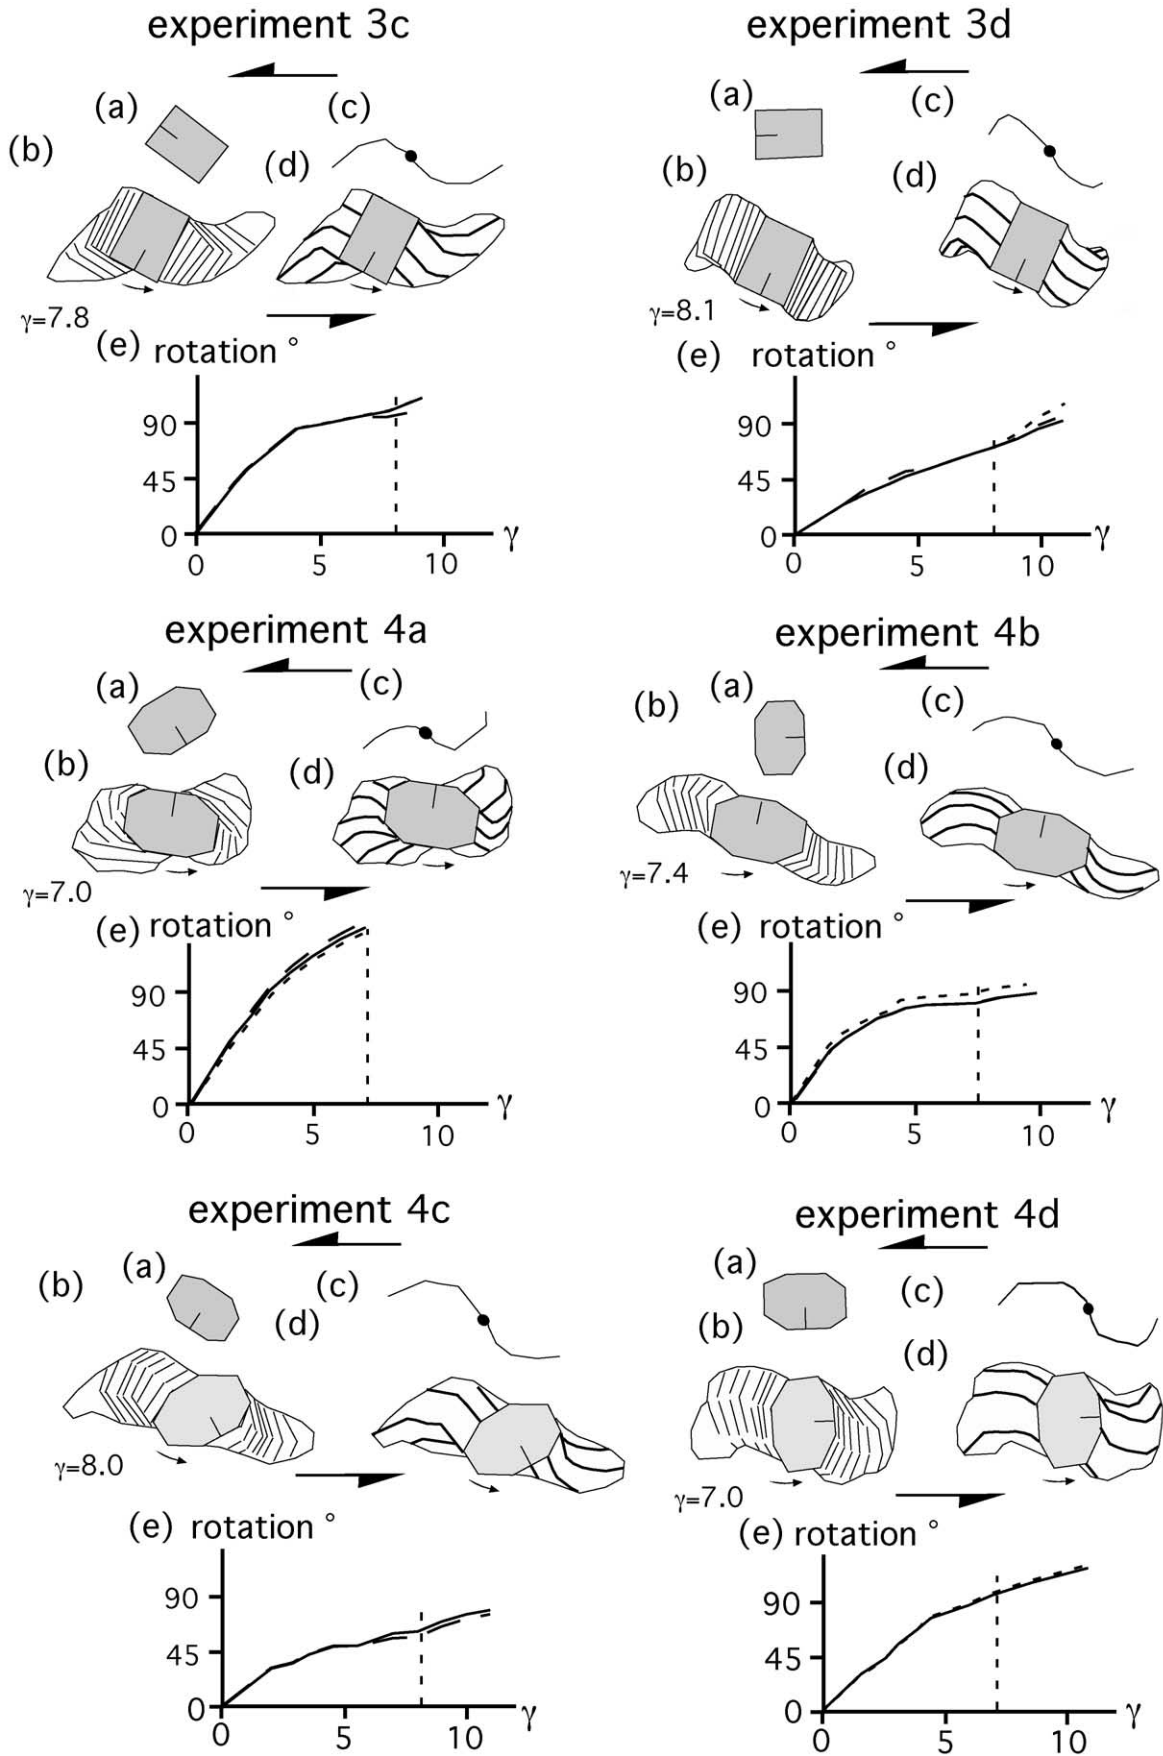 experiment 3c
(a)
(c)
(b)
(d)
γ=7.8
(e) rotation °
90
45
0
0 5 10 γ
experiment 3d
(a)
(c)
(b)
(d)
γ=8.1
(e) rotation °
90
45
0
0 5 10 γ
experiment 4a
(a)
(c)
(b)
(d)
γ=7.0
(e) rotation °
90
45
0
0 5 10 γ
experiment 4b
(a)
(b)
(c)
(d)
γ=7.4
(e) rotation °
90
45
0
0 5 10 γ
experiment 4c
(a)
(b)
(c)
(d)
γ=8.0
(e) rotation °
90
45
0
0 5 10 γ
experiment 4d
(a)
(c)
(b)
(d)
γ=7.0
(e) rotation °
90
45
0
0 5 10 γ